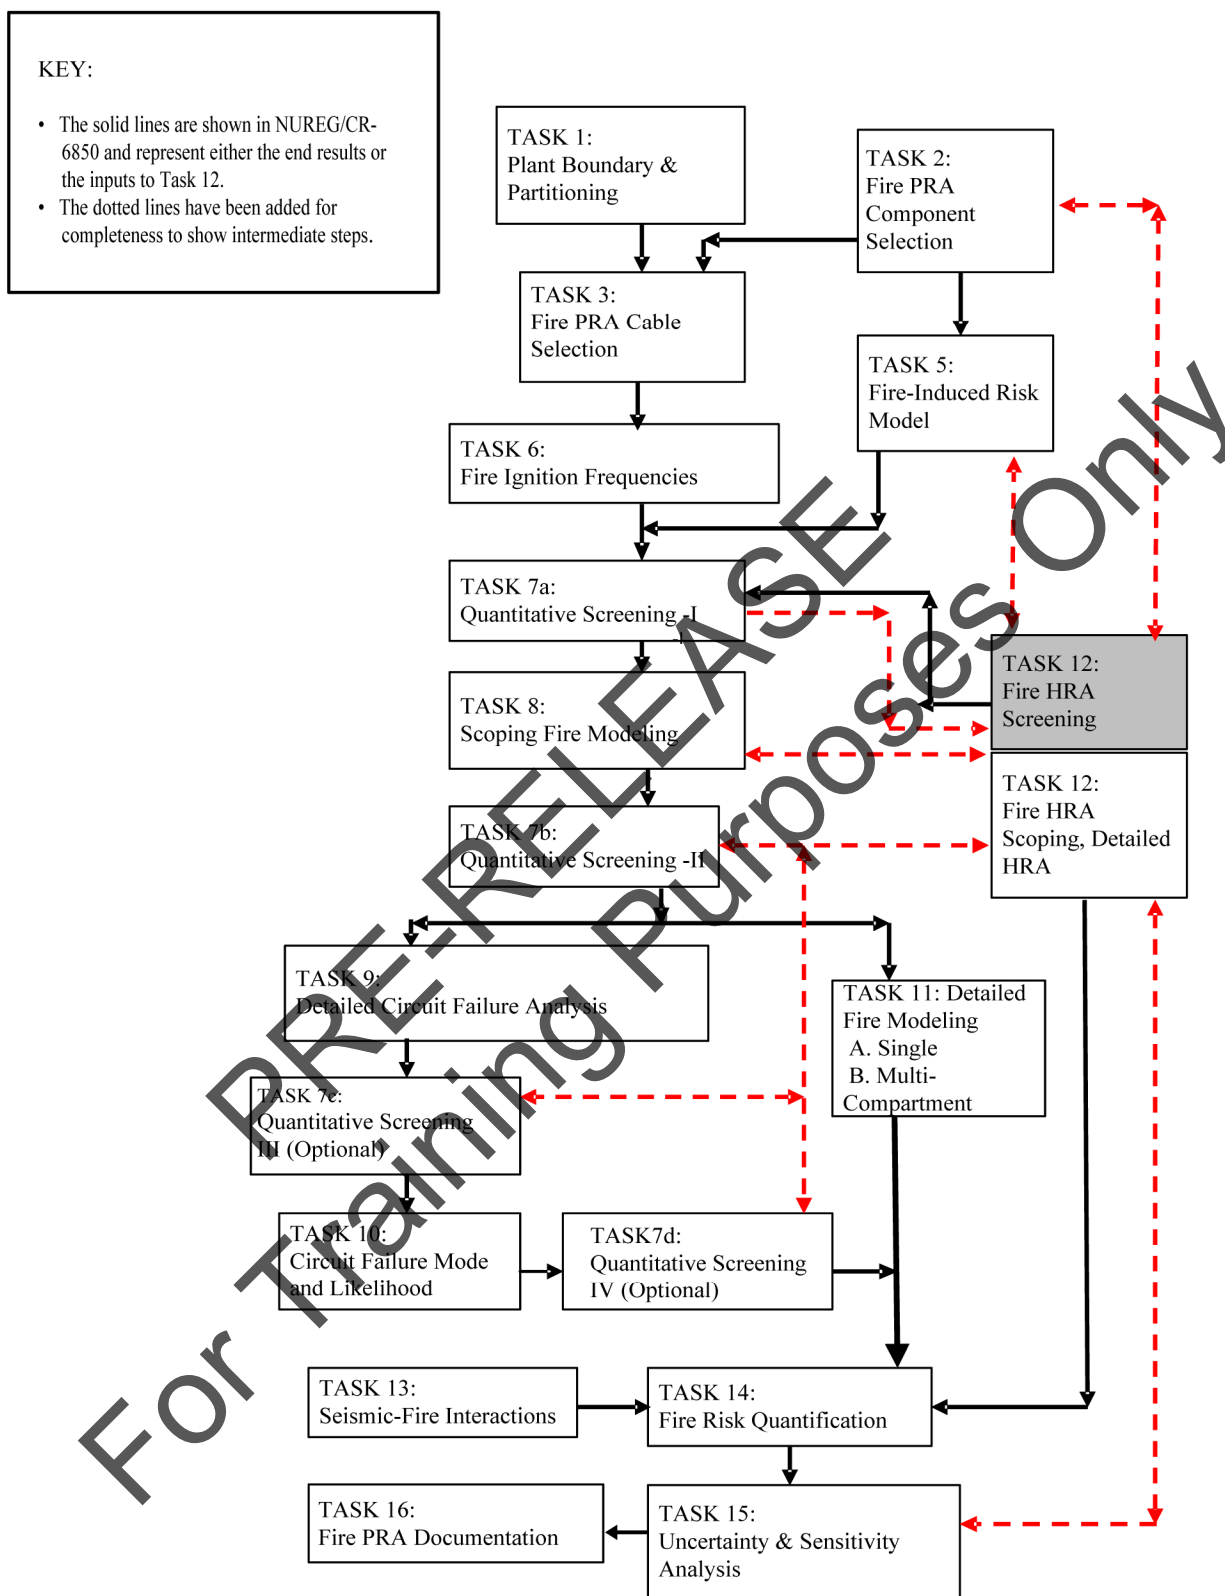 KEY:
• The solid lines are shown in NUREG/CR-
6850 and represent either the end results or
the inputs to Task 12.
• The dotted lines have been added for
completeness to show intermediate steps.
TASK 1:
Plant Boundary &
Partitioning
TASK 2:
Fire PRA
Component
Selection
TASK 3:
Fire PRA Cable
Selection
TASK 5:
Fire-Induced Risk
Model
TASK 6:
Fire Ignition Frequencies
TASK 7a:
Quantitative Screening -I
-I
TASK 12:
Fire HRA
Screening
TASK 8:
Scoping Fire Modeling
TASK 12:
Fire HRA
Scoping, Detailed
HRA
TASK 7b:
Quantitative Screening -II
TASK 9:
Detailed Circuit Failure Analysis
TASK 11: Detailed
Fire Modeling
A. Single
B. Multi-
Compartment
TASK 7c:
Quantitative Screening
III (Optional)
TASK 10:
Circuit Failure Mode
and Likelihood
TASK7d:
Quantitative Screening
IV (Optional)
TASK 13:
Seismic-Fire Interactions
TASK 14:
Fire Risk Quantification
TASK 16:
Fire PRA Documentation
TASK 15:
Uncertainty & Sensitivity
Analysis
PRE-RELEASE
For Training Purposes Only